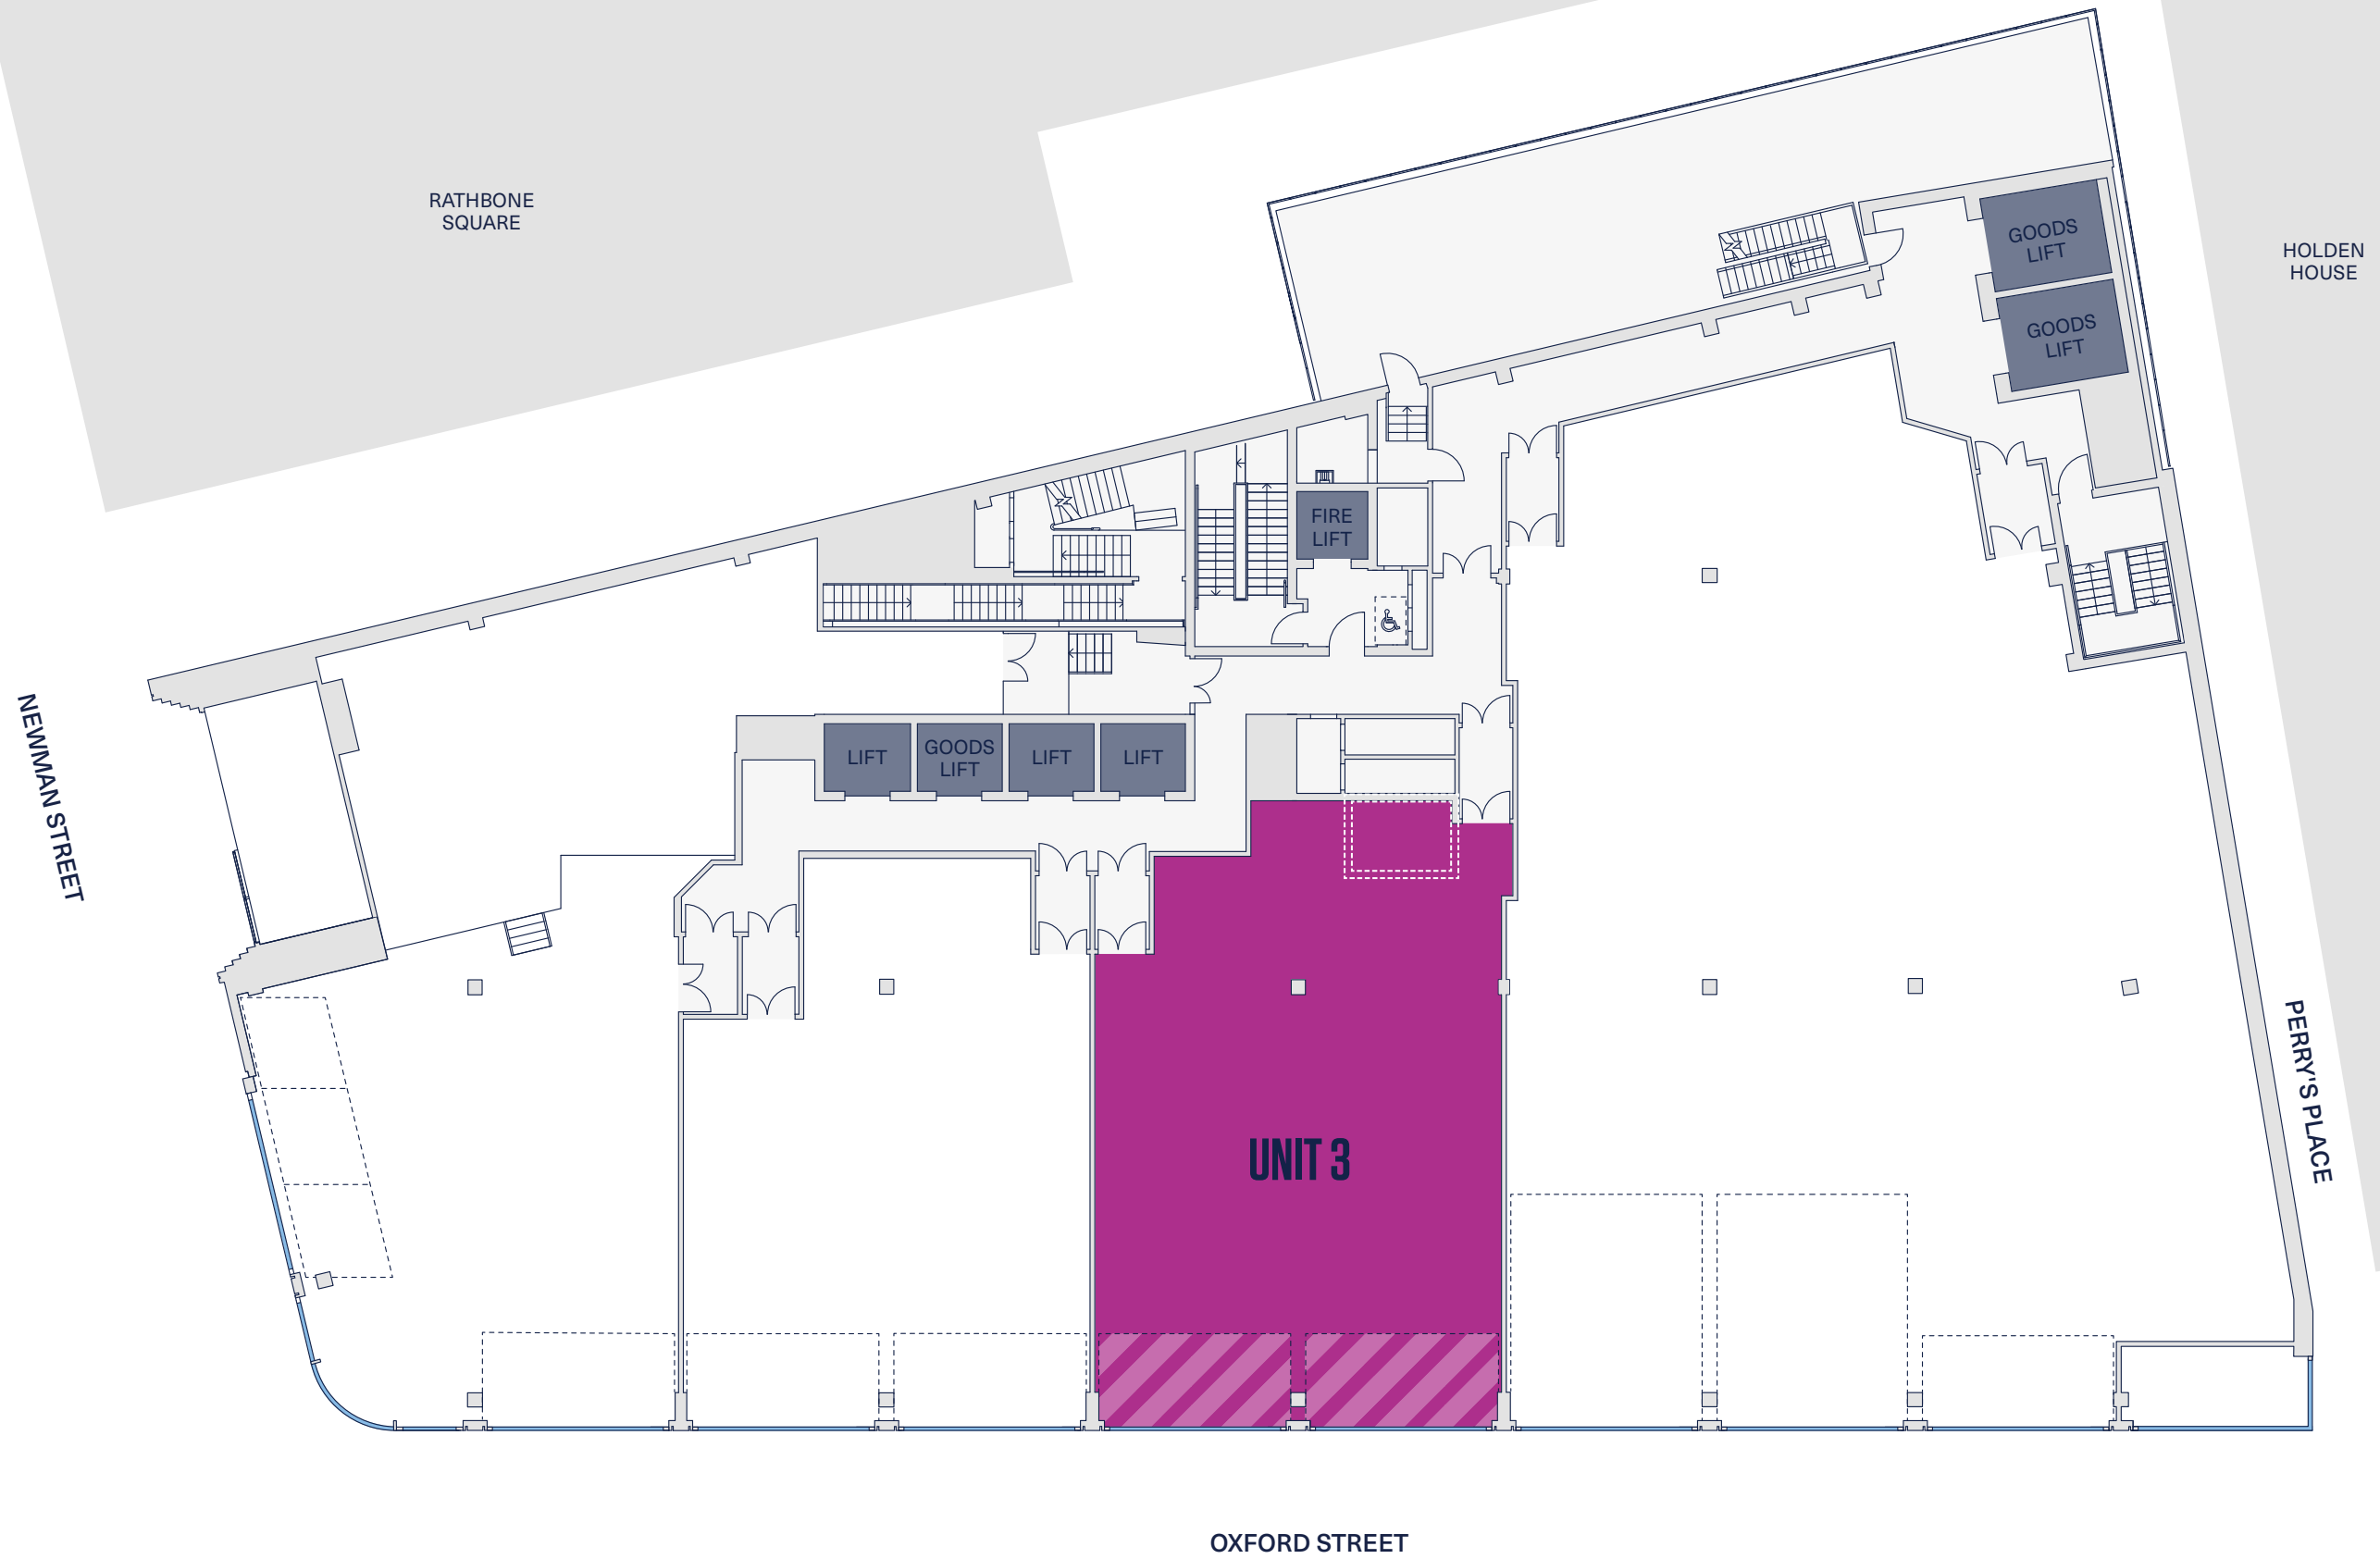 RATHBONE
SQUARE
HOLDEN
HOUSE
GOODS
LIFT
GOODS
LIFT
FIRE
LIFT
NEWMAN STREET
LIFT
GOODS
LIFT
LIFT
LIFT
PERRY'S PLACE
UNIT 3
OXFORD STREET